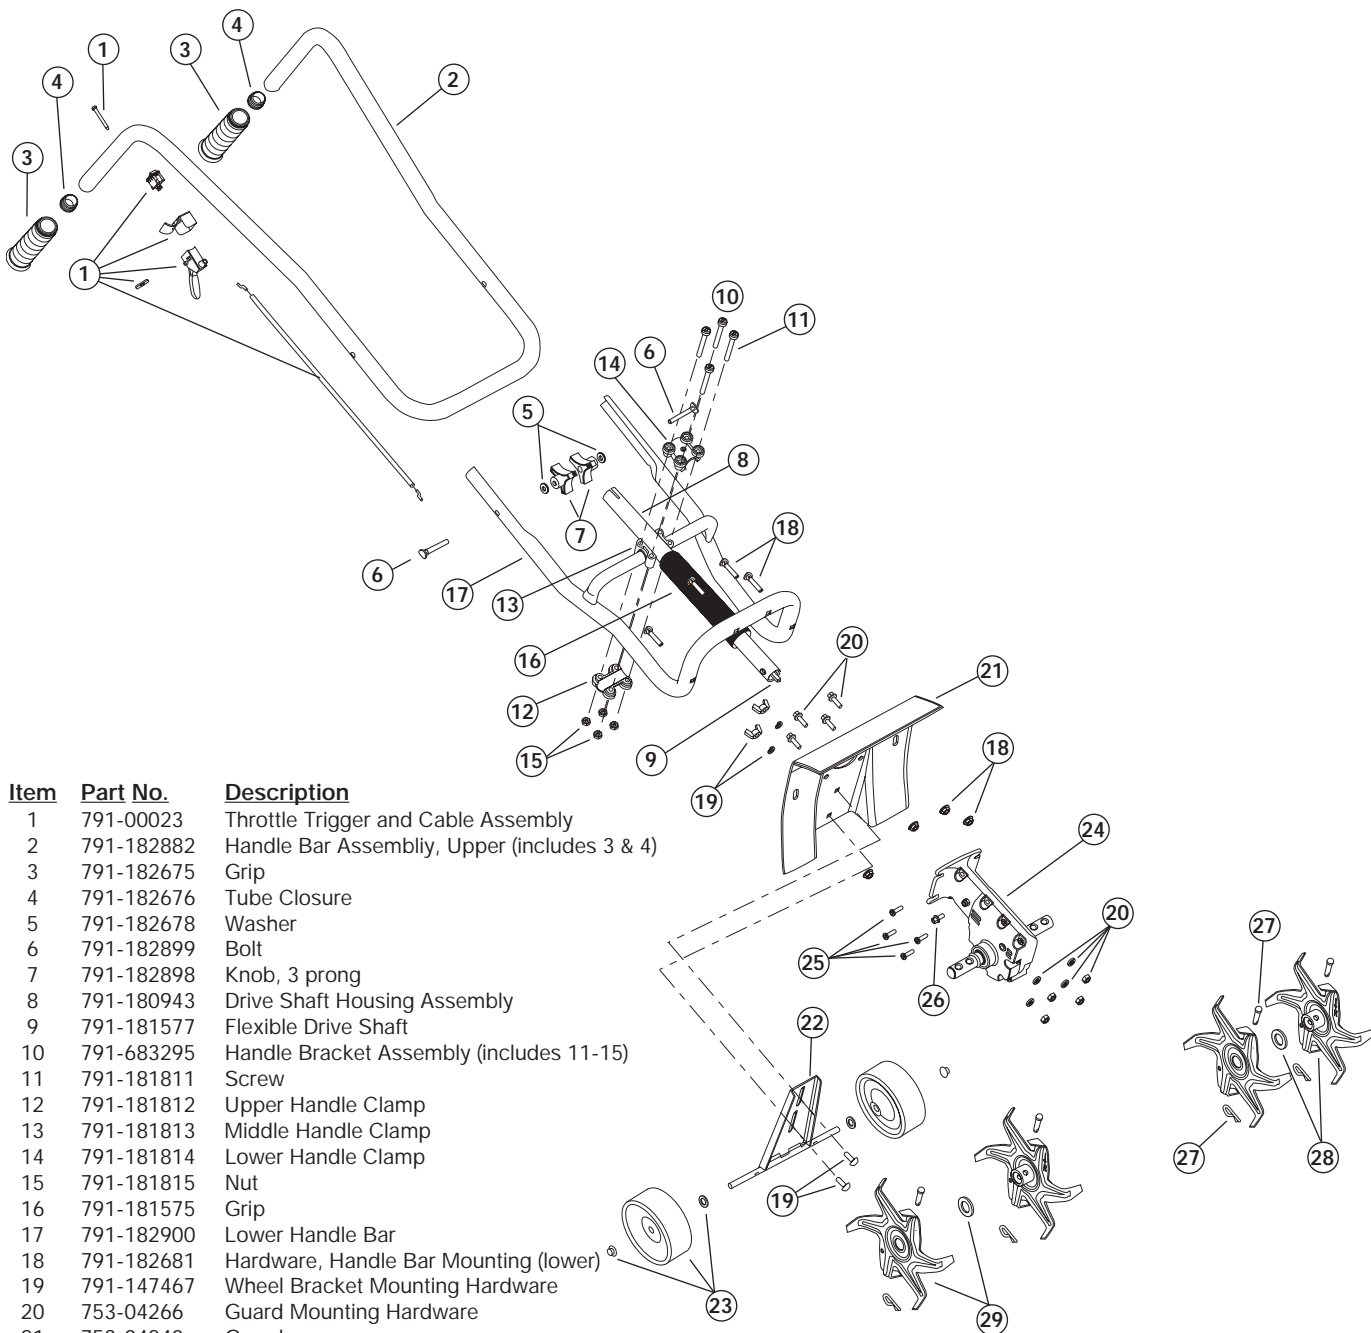 4
1
3
2
4
3
1
10
11
6
14
5
8
7
18
6
17
13
20
16
21
12
18
15
9
19
24
20
27
25
26
22
27
28
19
23
29
Item Part No. Description
1 791-00023 Throttle Trigger and Cable Assembly
2 791-182882 Handle Bar Assembliy, Upper (includes 3 & 4)
3 791-182675 Grip
4 791-182676 Tube Closure
5 791-182678 Washer
6 791-182899 Bolt
7 791-182898 Knob, 3 prong
8 791-180943 Drive Shaft Housing Assembly
9 791-181577 Flexible Drive Shaft
10 791-683295 Handle Bracket Assembly (includes 11-15)
11 791-181811 Screw
12 791-181812 Upper Handle Clamp
13 791-181813 Middle Handle Clamp
14 791-181814 Lower Handle Clamp
15 791-181815 Nut
16 791-181575 Grip
17 791-182900 Lower Handle Bar
18 791-182681 Hardware, Handle Bar Mounting (lower)
19 791-147467 Wheel Bracket Mounting Hardware
20 753-04266 Guard Mounting Hardware